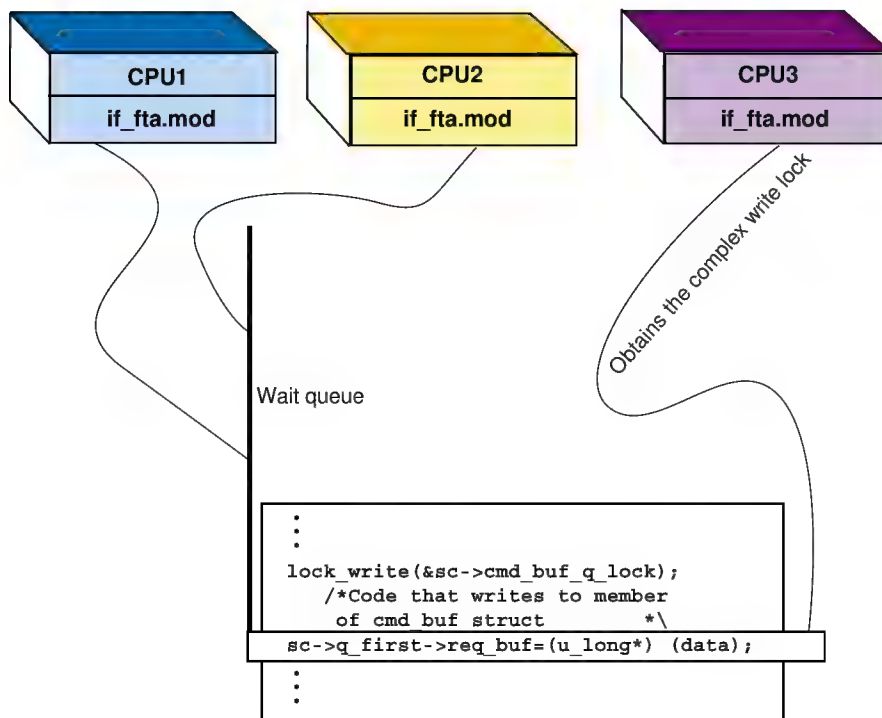 CPU1
if_fta.mod
CPU2
if_fta.mod
CPU3
if_fta.mod
Obtains the complex write lock
Wait queue
lock_write(&sc->cmd_buf_q_lock);
/*Code that writes to member
of cmd_buf struct *\
sc->q_first->req_buf=(u_long*) (data);